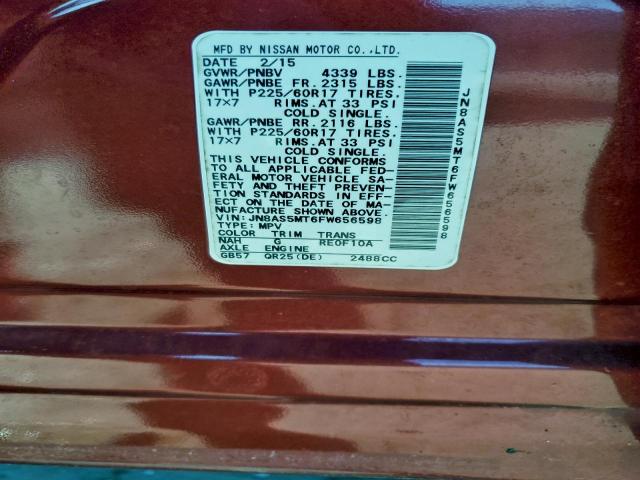 MFD BY NISSAN MOTOR CO.,LTD.
DATE 2/15
GVWR/PNBV 4339 LBS.
GAWR/PNBE FR. 2315 LBS.
WITH P225/60R17 TIRES.
17×7 RIMS.AT 33 PSI
COLD SINGLE.
GAWR/PNBE RR. 2116 LBS.
WITH P225/60R17 TIRES.
17×7 RIMS.AT 33 PSI
COLD SINGLE.
THIS VEHICLE CONFORMS
TO ALL APPLICABLE FED-
ERAL MOTOR VEHICLE SA-
FETY AND THEFT PREVEN-
TION STANDARDS IN EFF-
ECT ON THE DATE OF MA-
NUFACTURE SHOWN ABOVE.
VIN:JN8AS5MT6FW656598
TYPE: MPV
COLOR TRIM TRANS
NAH G RE0F10A
AXLE ENGINE
GB57 QR25(DE) 2488CC
JN8AS5MT6FW656598